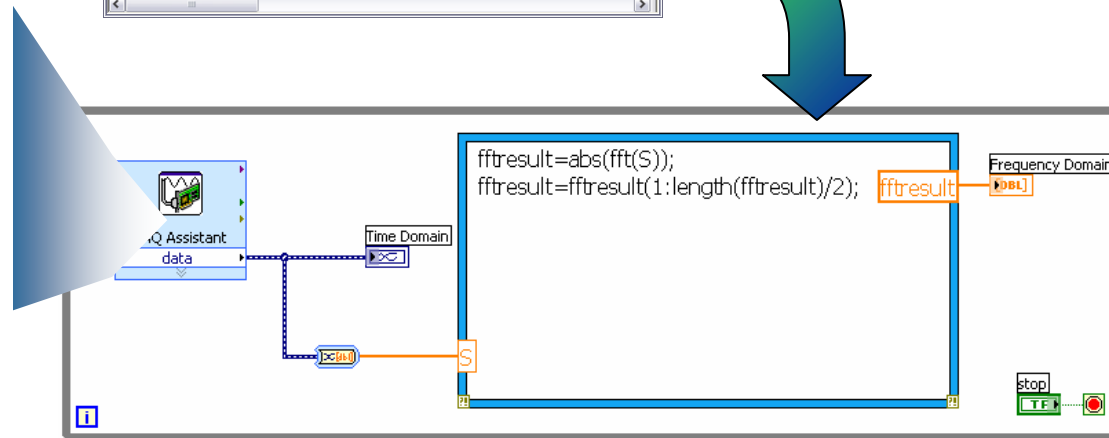 fftresult=abs(fft(S));
fftresult=fftresult(1:length(fftresult)/2);
fftresult
Frequency Domain
DBL]
Q Assistant
data
Time Domain
S
stop
TF
i
?!
?!